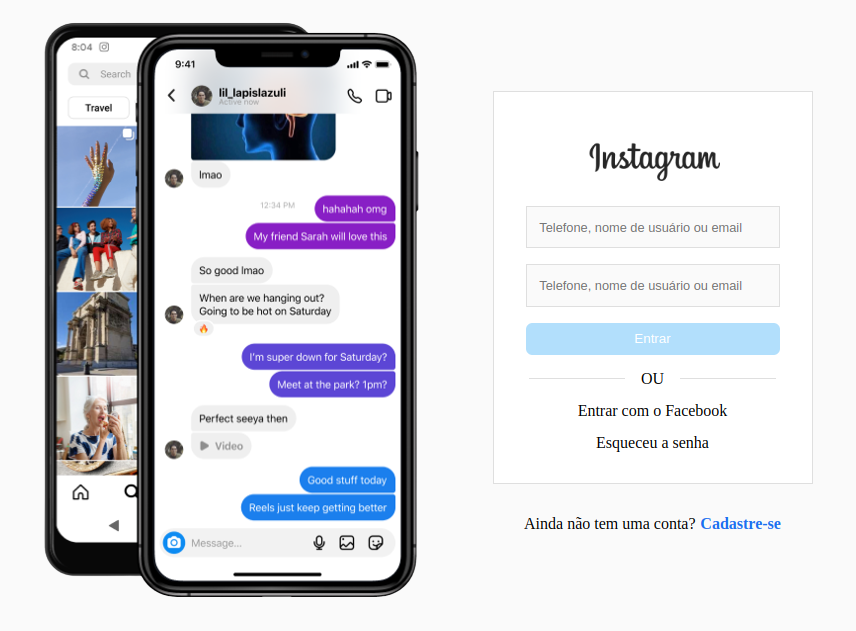 8:04
Search
Travel
9:41
lil_lapislazuli
Active now
lmao
12:34 PM
hahahah omg
My friend Sarah will love this
So good lmao
When are we hanging out?
Going to be hot on Saturday
🔥
I'm super down for Saturday?
Meet at the park? 1pm?
Perfect seeya then
Video
Good stuff today
Reels just keep getting better
Message...
Instagram
Telefone, nome de usuário ou email
Telefone, nome de usuário ou email
Entrar
OU
Entrar com o Facebook
Esqueceu a senha
Ainda não tem uma conta? Cadastre-se